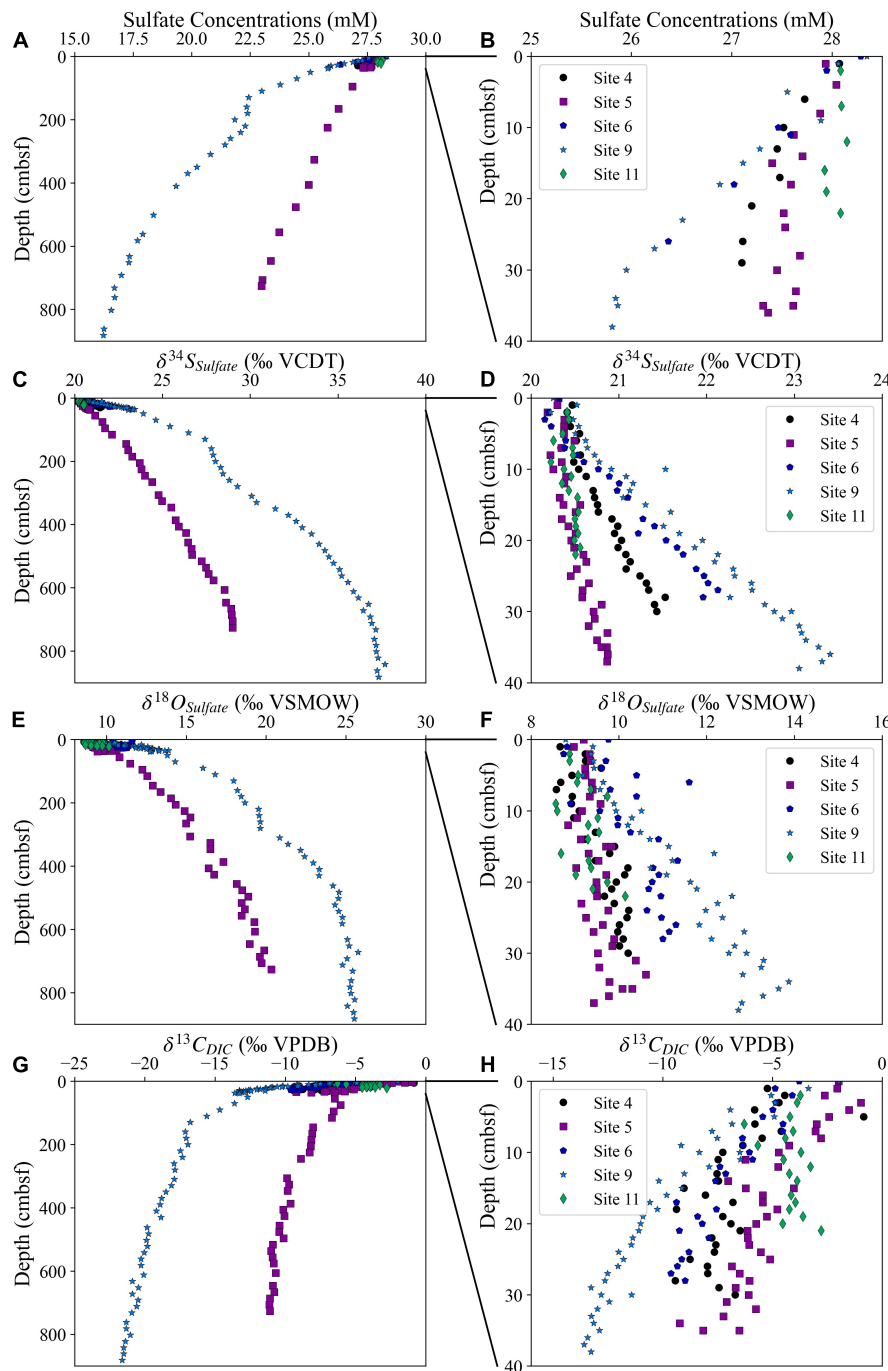 A
Sulfate Concentrations (mM)
15.0 17.5 20.0 22.5 25.0 27.5 30.0
0
200
400
600
800
Depth (cmbsf)
B
Sulfate Concentrations (mM)
25 26 27 28
0
10
20
30
40
Depth (cmbsf)
Site 4
Site 5
Site 6
Site 9
Site 11
C
δ³⁴S_Sulfate (‰ VCDT)
20 25 30 35 40
0
200
400
600
800
Depth (cmbsf)
D
δ³⁴S_Sulfate (‰ VCDT)
20 21 22 23 24
0
10
20
30
40
Depth (cmbsf)
Site 4
Site 5
Site 6
Site 9
Site 11
E
δ¹⁸O_Sulfate (‰ VSMOW)
10 15 20 25 30
0
200
400
600
800
Depth (cmbsf)
F
δ¹⁸O_Sulfate (‰ VSMOW)
8 10 12 14 16
0
10
20
30
40
Depth (cmbsf)
Site 4
Site 5
Site 6
Site 9
Site 11
G
δ¹³C_DIC (‰ VPDB)
−25 −20 −15 −10 −5 0
0
200
400
600
800
Depth (cmbsf)
H
δ¹³C_DIC (‰ VPDB)
−15 −10 −5 0
0
10
20
30
40
Depth (cmbsf)
Site 4
Site 5
Site 6
Site 9
Site 11